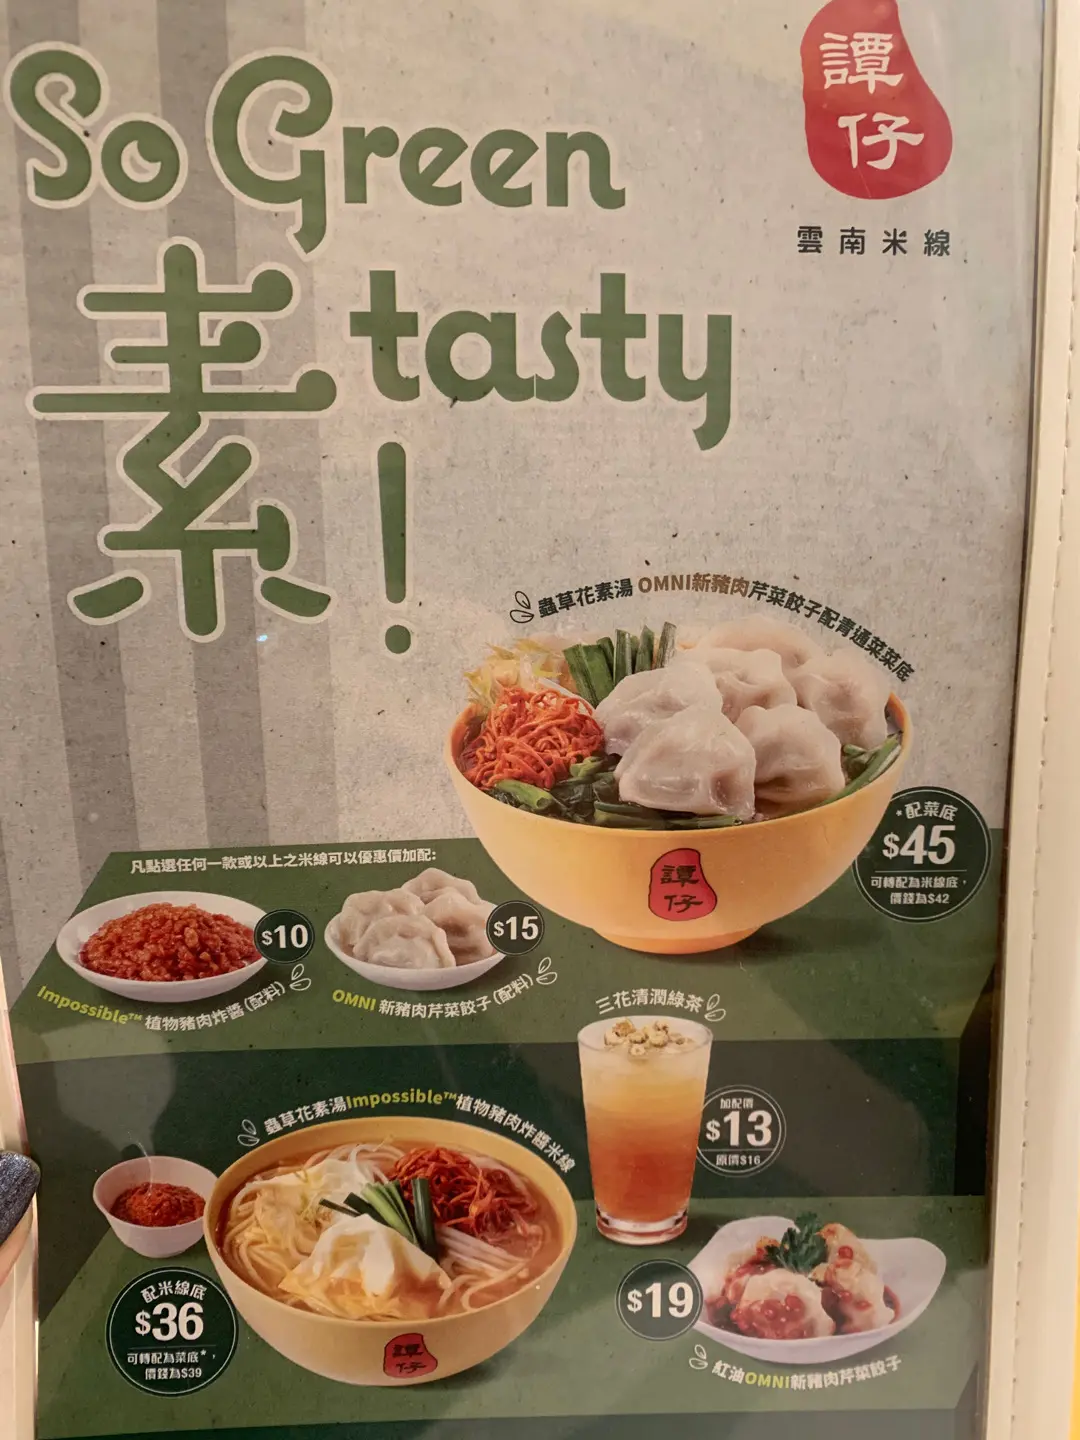 So Green
素 tasty
!
譚
仔
雲南米線
蟲草花素湯 OMNI新豬肉芹菜餃子配青通菜菜底
*配菜底
$45
可轉配為米線底，
價錢為$42
譚
仔
凡點選任何一款或以上之米線可以優惠價加配:
$10
$15
Impossible™ 植物豬肉炸醬(配料)
OMNI 新豬肉芹菜餃子(配料)
三花清潤綠茶
加配價
$13
原價$16
蟲草花素湯Impossible™植物豬肉炸醬米線
配米線底
$36
可轉配為菜底*，
價錢為$39
譚
仔
$19
紅油OMNI新豬肉芹菜餃子